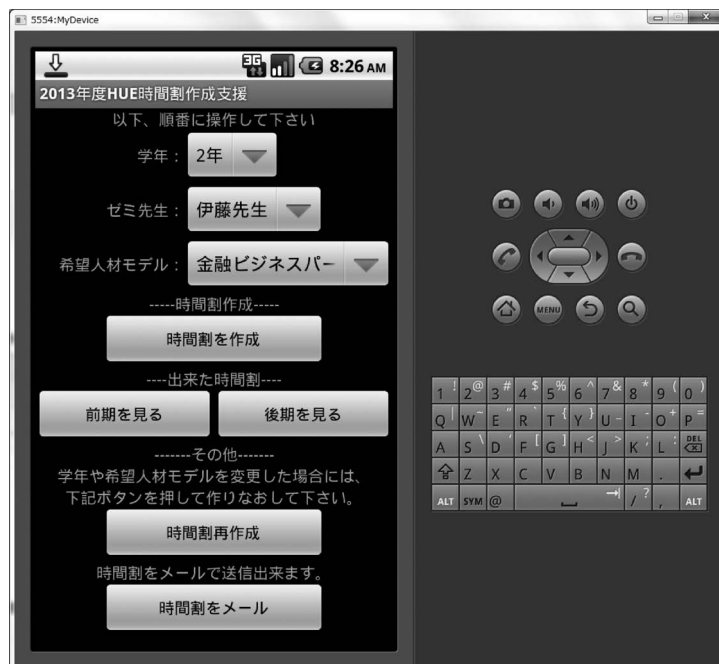 5554:MyDevice
3G
8:26 AM
2013年度HUE時間割作成支援
以下、順番に操作して下さい
学年： 2年
ゼミ先生： 伊藤先生
希望人材モデル： 金融ビジネスパー
-----時間割作成-----
時間割を作成
----出来た時間割----
前期を見る 後期を見る
-------その他-------
学年や希望人材モデルを変更した場合には、
下記ボタンを押して作りなおして下さい。
時間割再作成
時間割をメールで送信出来ます。
時間割をメール
MENU
1 ! 2 @ 3 # 4 $ 5 % 6 ^ 7 & 8 * 9 ( 0 )
Q | W ~ E " R ` T { Y } U _ I - O + P =
A S \ D ' F [ G ] H < J > K ; L : DEL
Z X C V B N M .
ALT SYM @ / ? , ALT